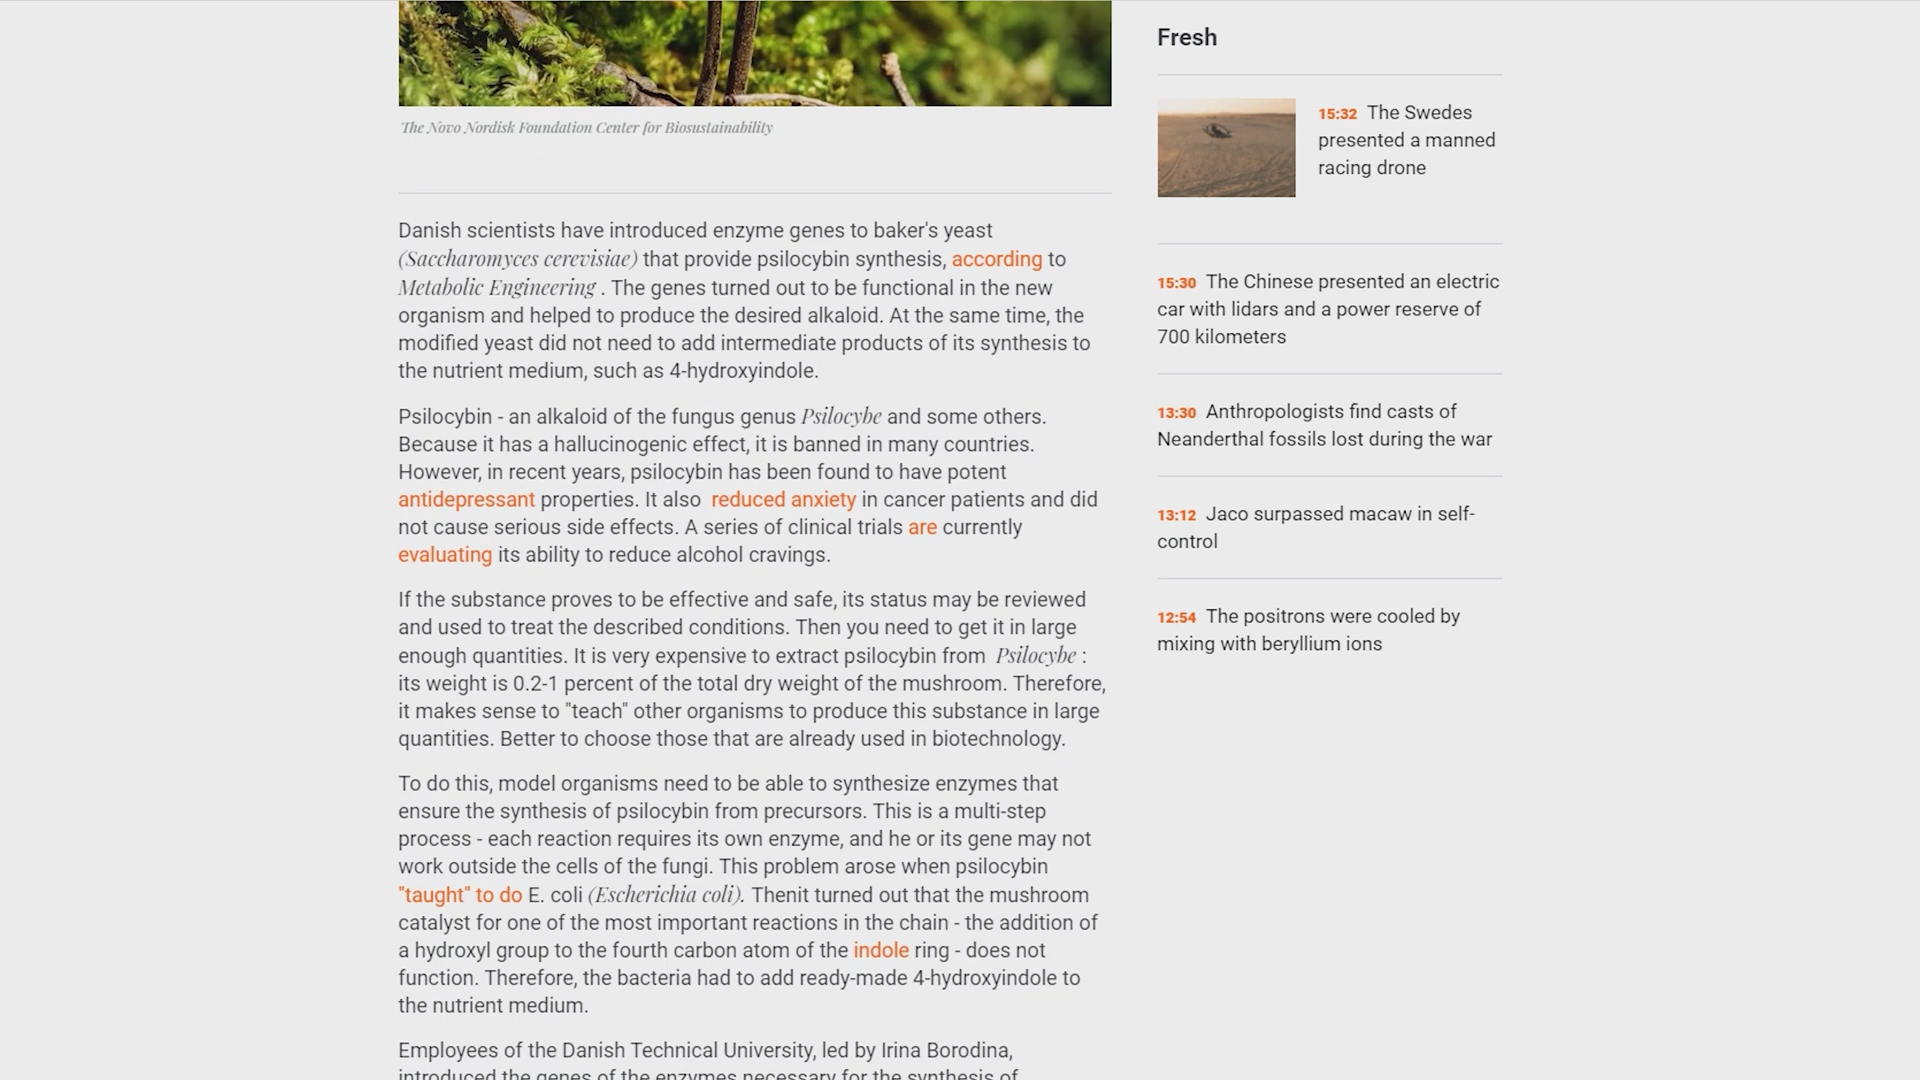 The Novo Nordisk Foundation Center for Biosustainability
Danish scientists have introduced enzyme genes to baker's yeast
(Saccharomyces cerevisiae) that provide psilocybin synthesis, according to
Metabolic Engineering . The genes turned out to be functional in the new
organism and helped to produce the desired alkaloid. At the same time, the
modified yeast did not need to add intermediate products of its synthesis to
the nutrient medium, such as 4-hydroxyindole.
Psilocybin - an alkaloid of the fungus genus Psilocybe and some others.
Because it has a hallucinogenic effect, it is banned in many countries.
However, in recent years, psilocybin has been found to have potent
antidepressant properties. It also reduced anxiety in cancer patients and did
not cause serious side effects. A series of clinical trials are currently
evaluating its ability to reduce alcohol cravings.
If the substance proves to be effective and safe, its status may be reviewed
and used to treat the described conditions. Then you need to get it in large
enough quantities. It is very expensive to extract psilocybin from Psilocybe :
its weight is 0.2-1 percent of the total dry weight of the mushroom. Therefore,
it makes sense to "teach" other organisms to produce this substance in large
quantities. Better to choose those that are already used in biotechnology.
To do this, model organisms need to be able to synthesize enzymes that
ensure the synthesis of psilocybin from precursors. This is a multi-step
process - each reaction requires its own enzyme, and he or its gene may not
work outside the cells of the fungi. This problem arose when psilocybin
"taught" to do E. coli (Escherichia coli). Thenit turned out that the mushroom
catalyst for one of the most important reactions in the chain - the addition of
a hydroxyl group to the fourth carbon atom of the indole ring - does not
function. Therefore, the bacteria had to add ready-made 4-hydroxyindole to
the nutrient medium.
Employees of the Danish Technical University, led by Irina Borodina,
introduced the genes of the enzymes necessary for the synthesis of
Fresh
15:32 The Swedes
presented a manned
racing drone
15:30 The Chinese presented an electric
car with lidars and a power reserve of
700 kilometers
13:30 Anthropologists find casts of
Neanderthal fossils lost during the war
13:12 Jaco surpassed macaw in self-
control
12:54 The positrons were cooled by
mixing with beryllium ions